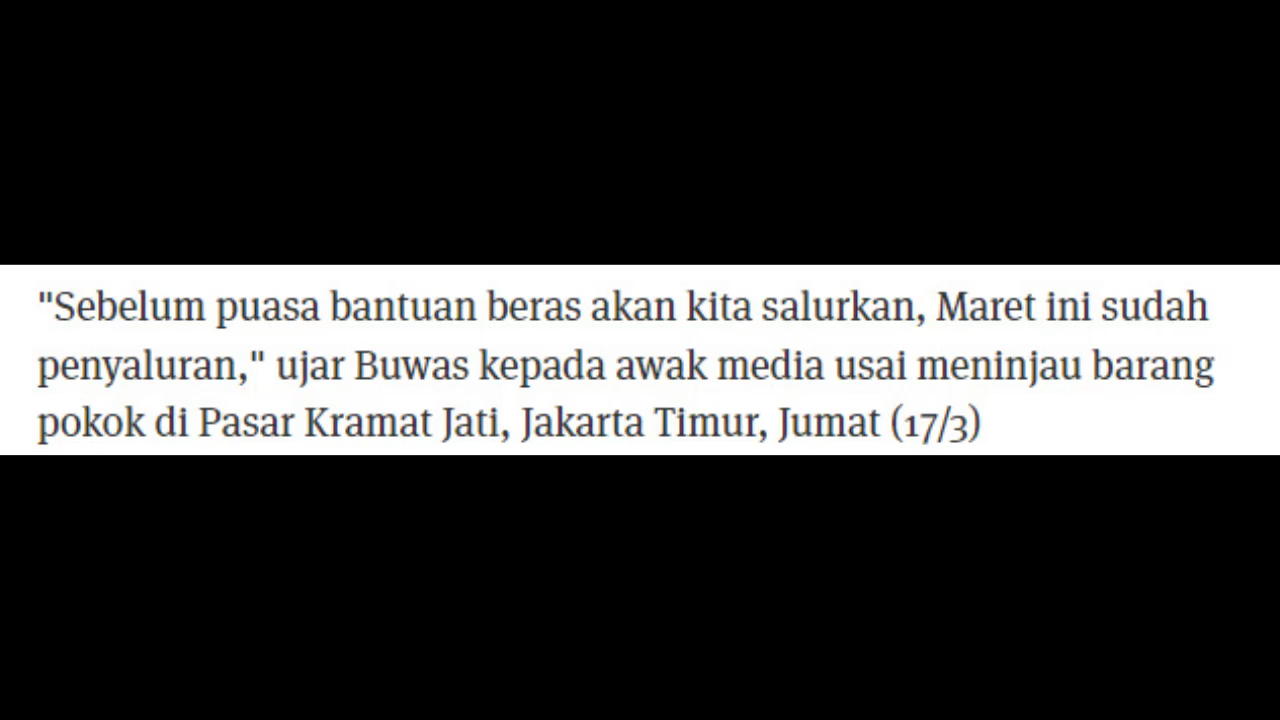 "Sebelum puasa bantuan beras akan kita salurkan, Maret ini sudah
penyaluran," ujar Buwas kepada awak media usai meninjau barang
pokok di Pasar Kramat Jati, Jakarta Timur, Jumat (17/3)